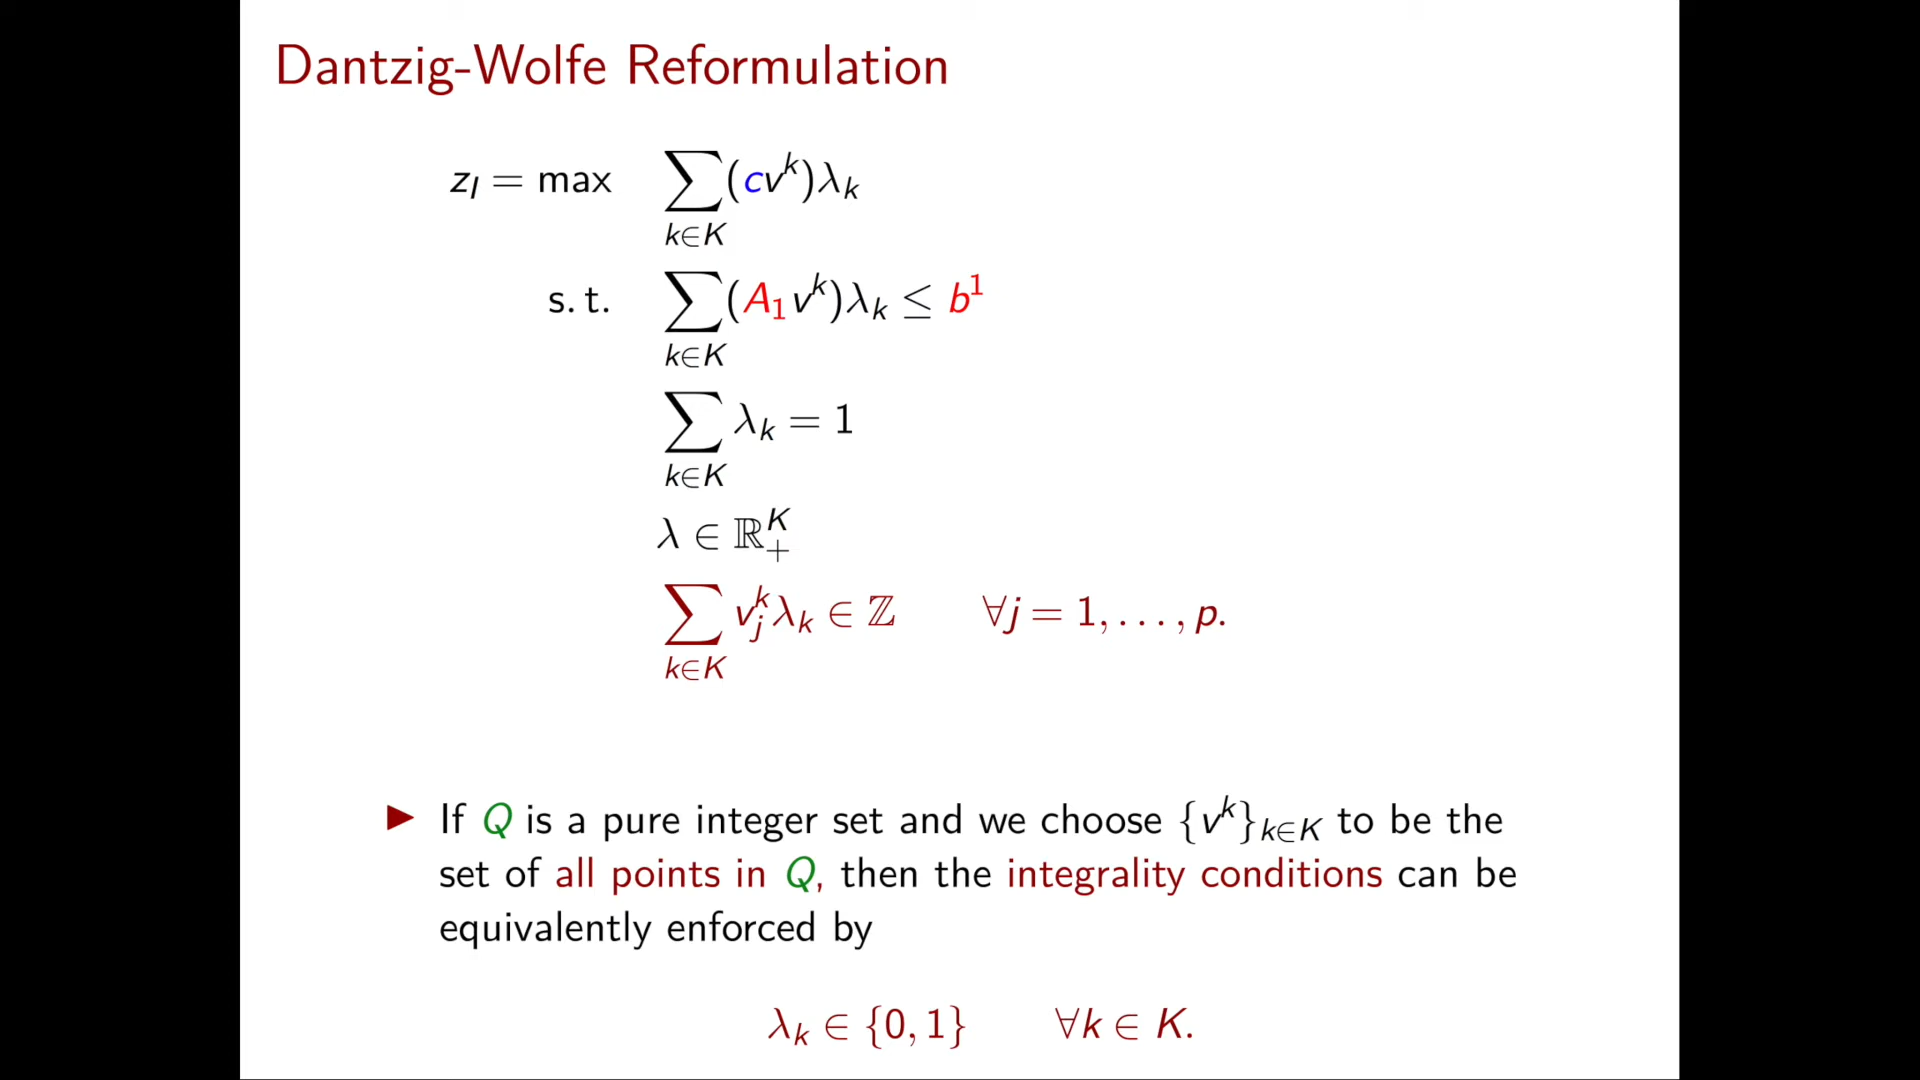 Dantzig-Wolfe Reformulation
z_I = max ∑_{k∈K} (cv^k)λ_k
s. t. ∑_{k∈K} (A_1 v^k)λ_k ≤ b^1
∑_{k∈K} λ_k = 1
λ ∈ ℝ_+^K
∑_{k∈K} v_j^k λ_k ∈ ℤ ∀j = 1, . . . , p.
▶ If Q is a pure integer set and we choose {v^k}_{k∈K} to be the
set of all points in Q, then the integrality conditions can be
equivalently enforced by
λ_k ∈ {0, 1} ∀k ∈ K.